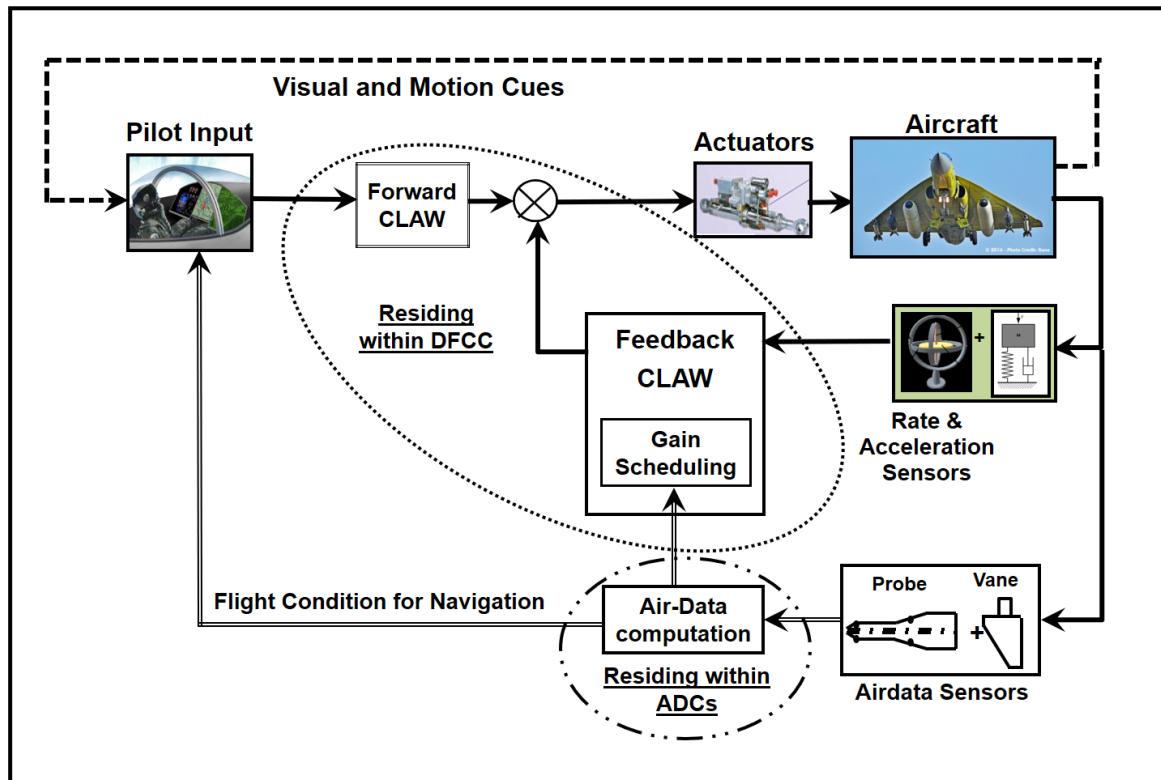 Visual and Motion Cues
Pilot Input
Actuators
Aircraft
Forward
CLAW
Residing
within DFCC
Feedback
CLAW
+
Rate &
Acceleration
Sensors
Gain
Scheduling
Flight Condition for Navigation
Air-Data
computation
Residing within
ADCs
Probe
Vane
+
Airdata Sensors